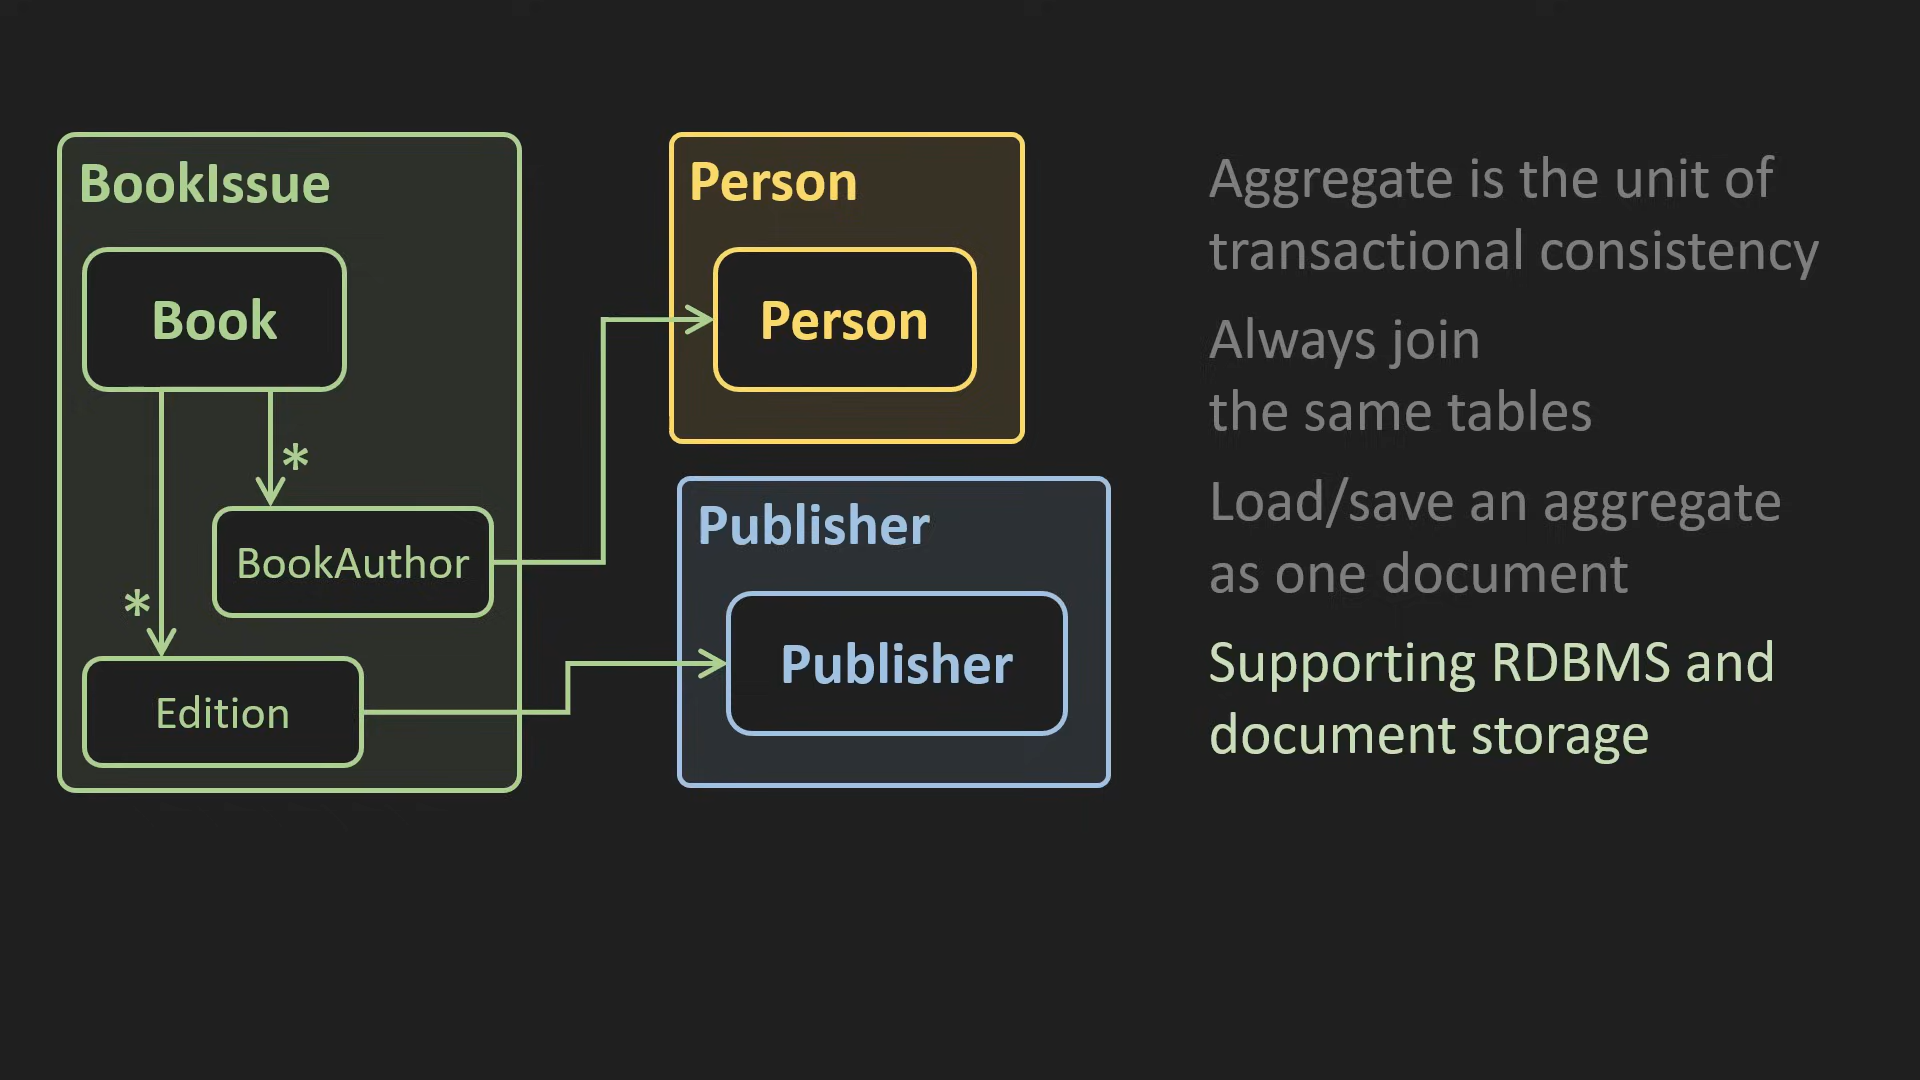 BookIssue
Book
*
BookAuthor
*
Edition
Person
Person
Publisher
Publisher
Aggregate is the unit of
transactional consistency
Always join
the same tables
Load/save an aggregate
as one document
Supporting RDBMS and
document storage